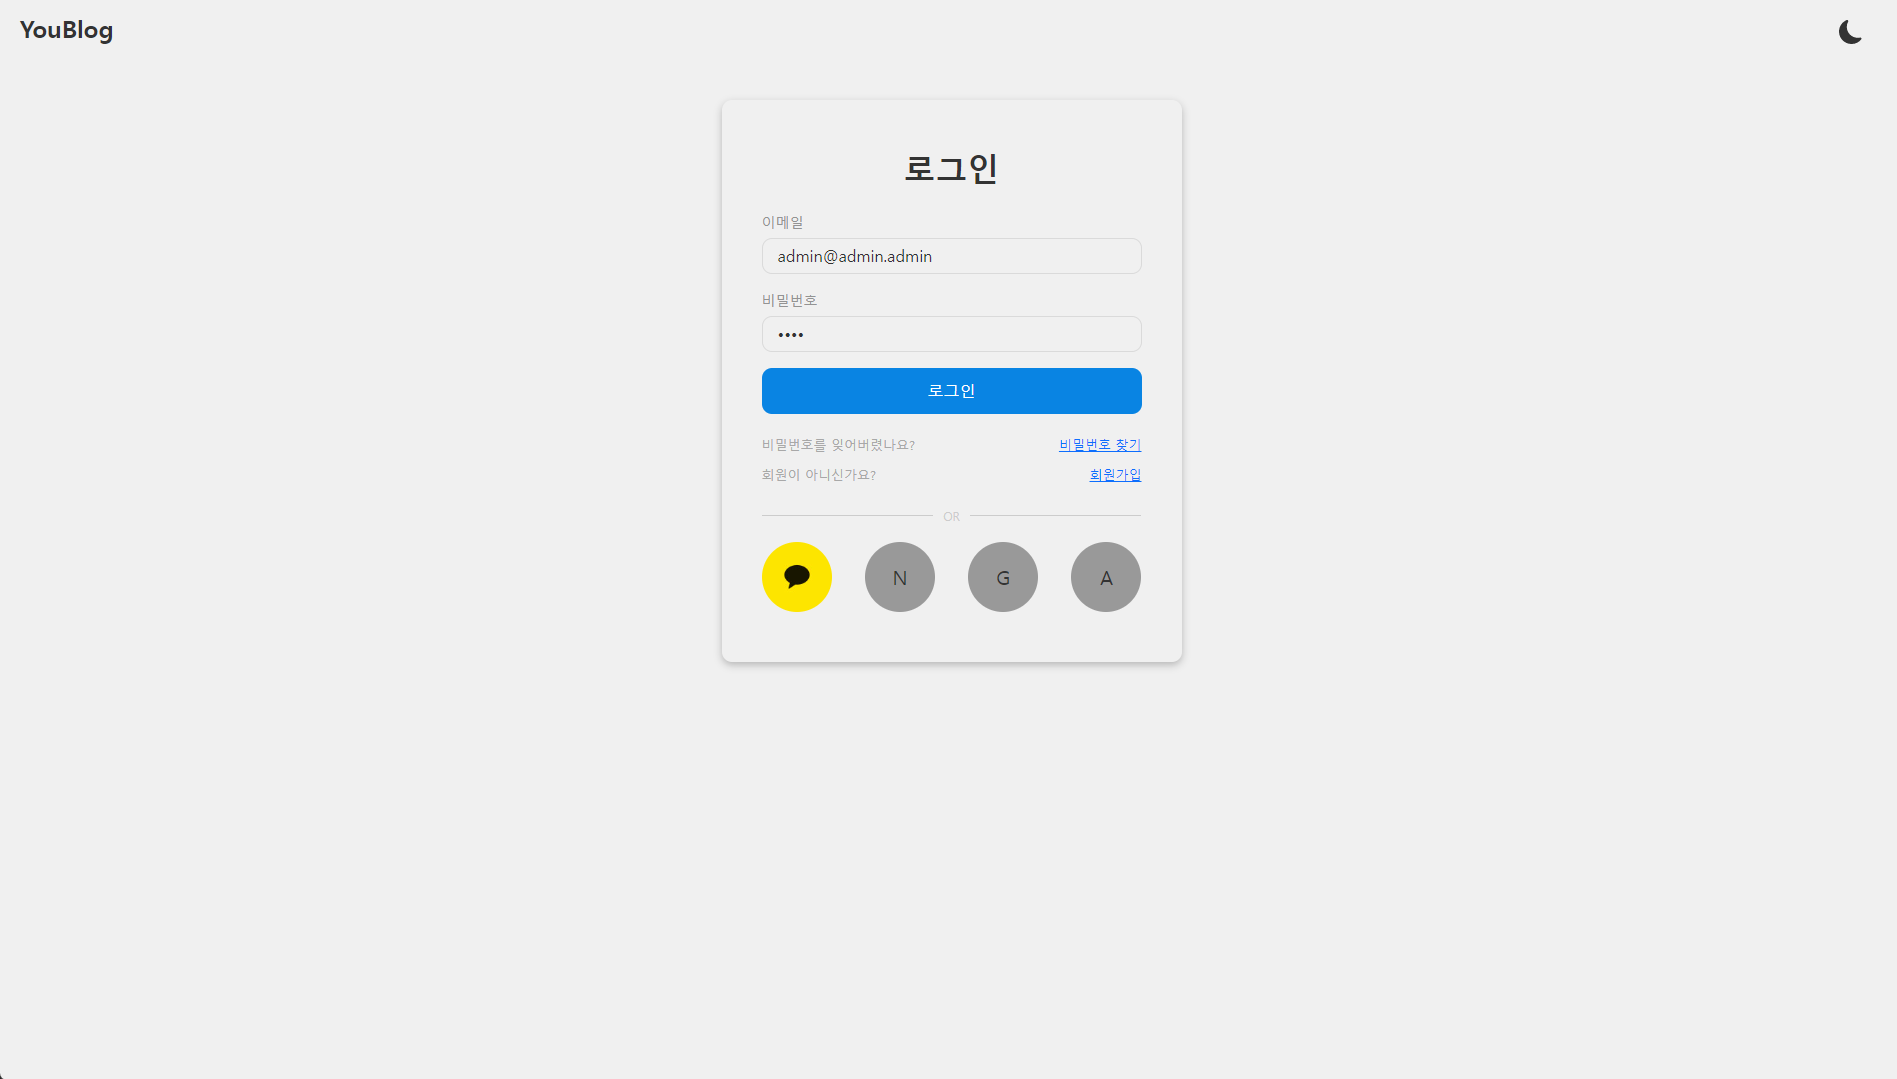 YouBlog
로그인
이메일
admin@admin.admin
비밀번호
••••
로그인
비밀번호를 잊어버렸나요? 비밀번호 찾기
회원이 아니신가요? 회원가입
OR
N G A